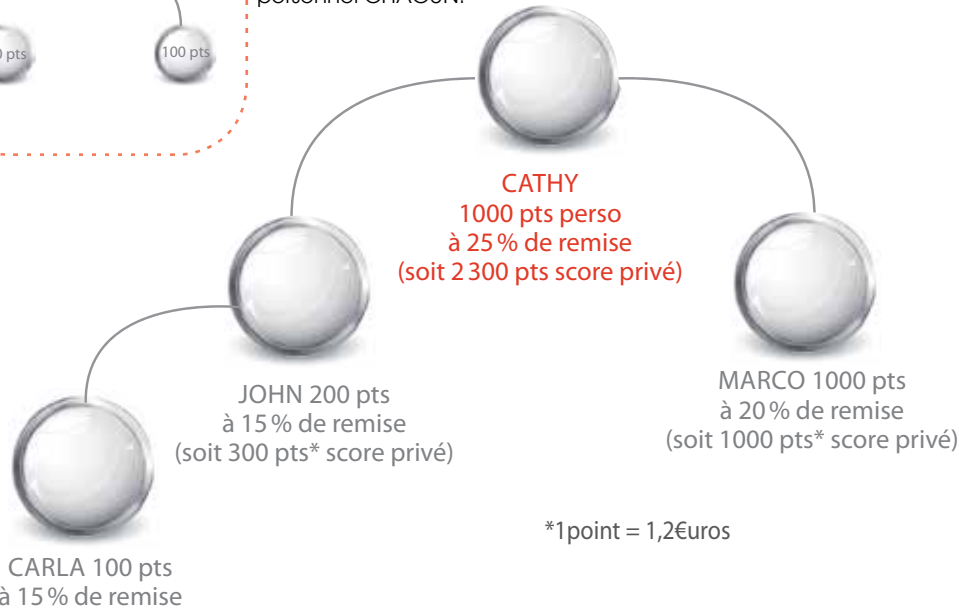 100 pts
pts
CATHY
1000 pts perso
à 25 % de remise
(soit 2 300 pts score privé)
JOHN 200 pts
à 15 % de remise
(soit 300 pts* score privé)
MARCO 1000 pts
à 20 % de remise
(soit 1000 pts* score privé)
*1point = 1,2€uros
CARLA 100 pts
à 15 % de remise